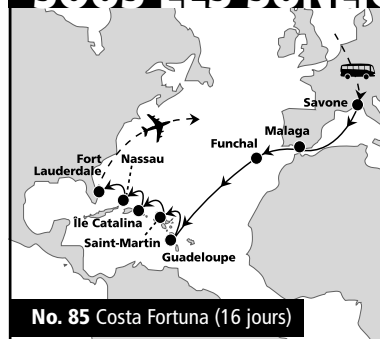 Savone
Malaga
Funchal
Fort
Lauderdale
Nassau
Île Catalina
Saint-Martin
Guadeloupe
No. 85 Costa Fortuna (16 jours)